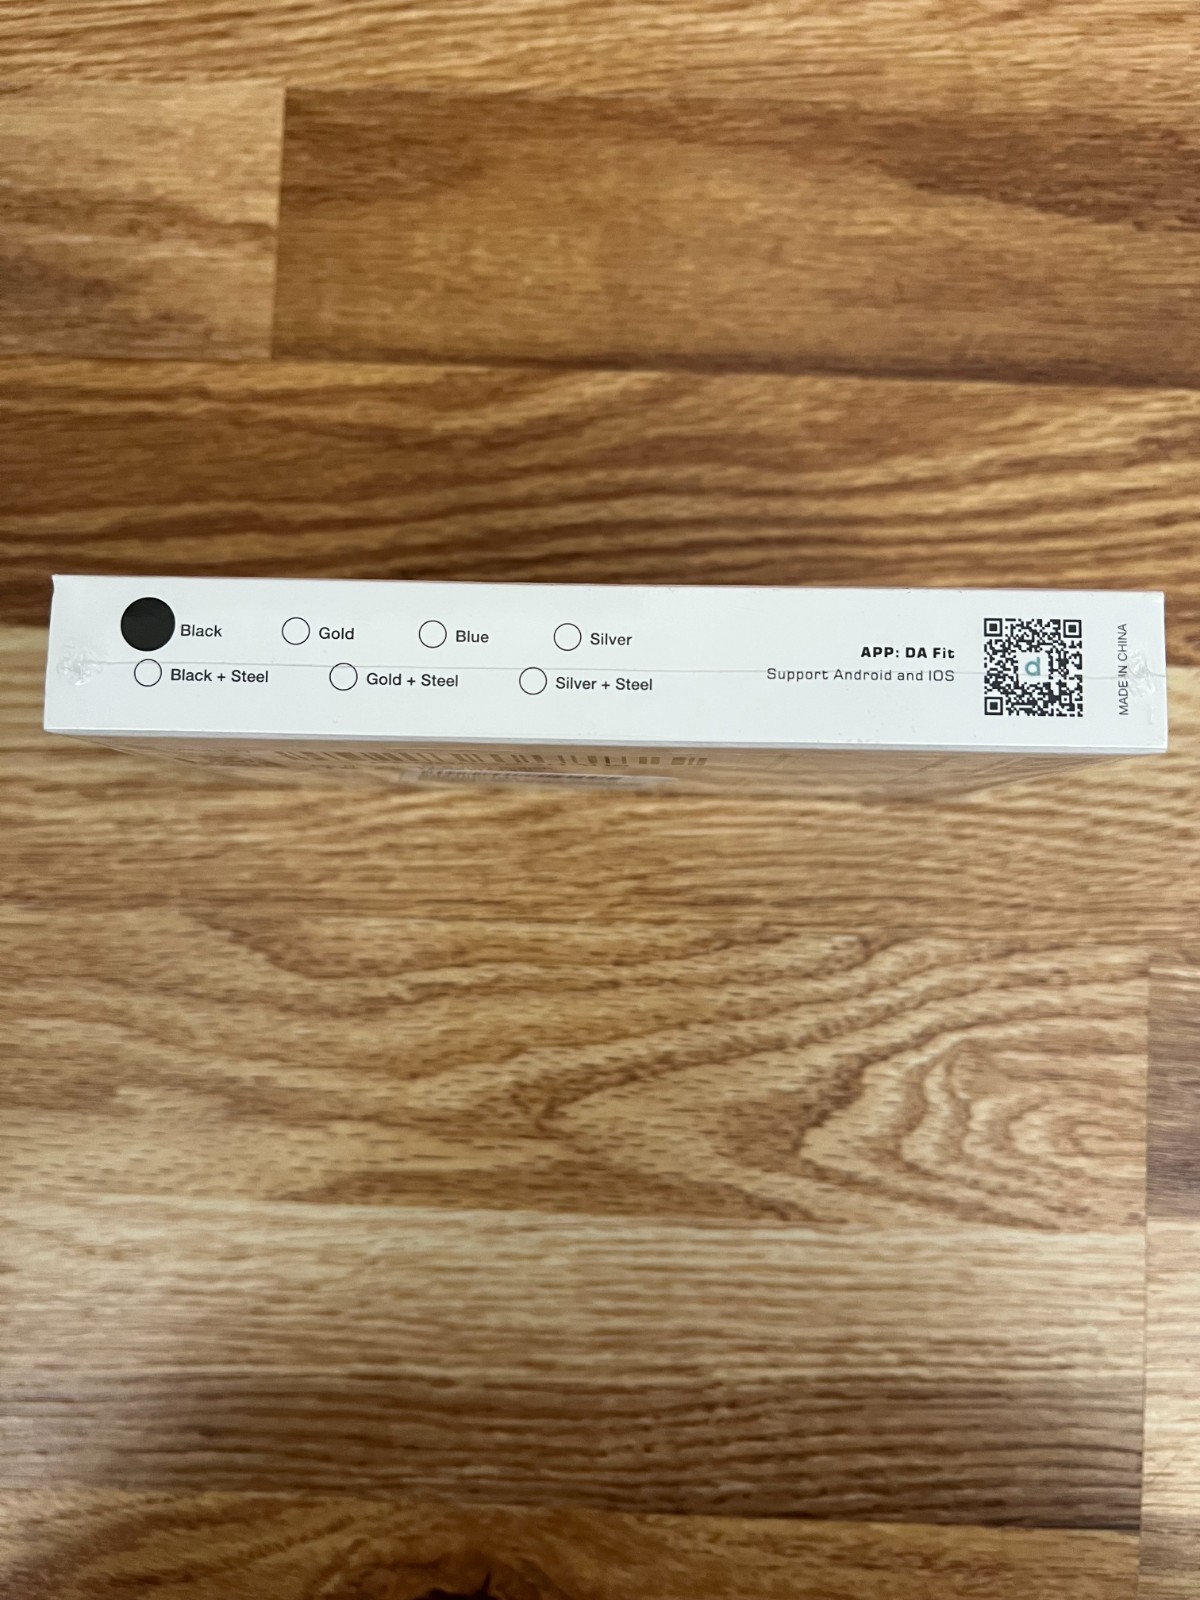 Black Gold Blue Silver
Black + Steel Gold + Steel Silver + Steel
APP: DA Fit
Support Android and IOS
MADE IN CHINA